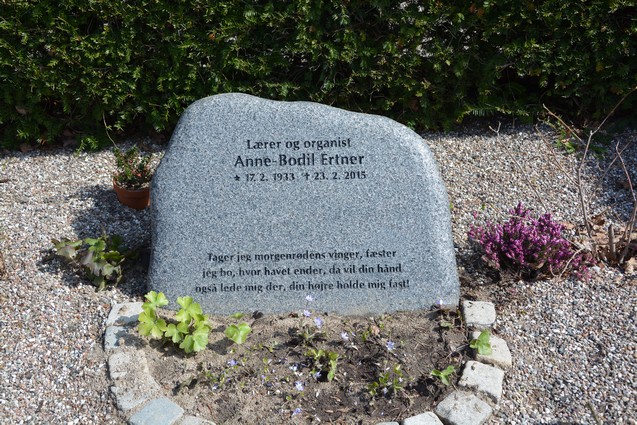 Lærer og organist
Anne-Bodil Ertner
* 17. 2. 1933 ✝ 23. 2. 2015
Tager jeg morgenrødens vinger, fæster
jeg bo, hvor havet ender, da vil din hånd
også lede mig der, din højre holde mig fast!